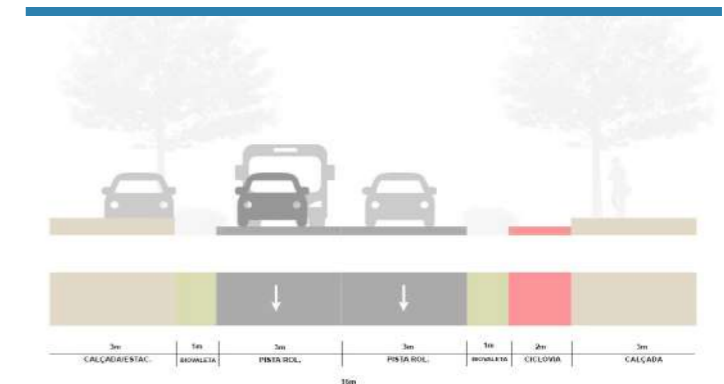 3m 1m 3m 3m 1m 2m 3m
CALÇADA/ESTAC. BIOVALETA PISTA ROL. PISTA ROL. BIOVALETA CICLOVIA CALÇADA
16m